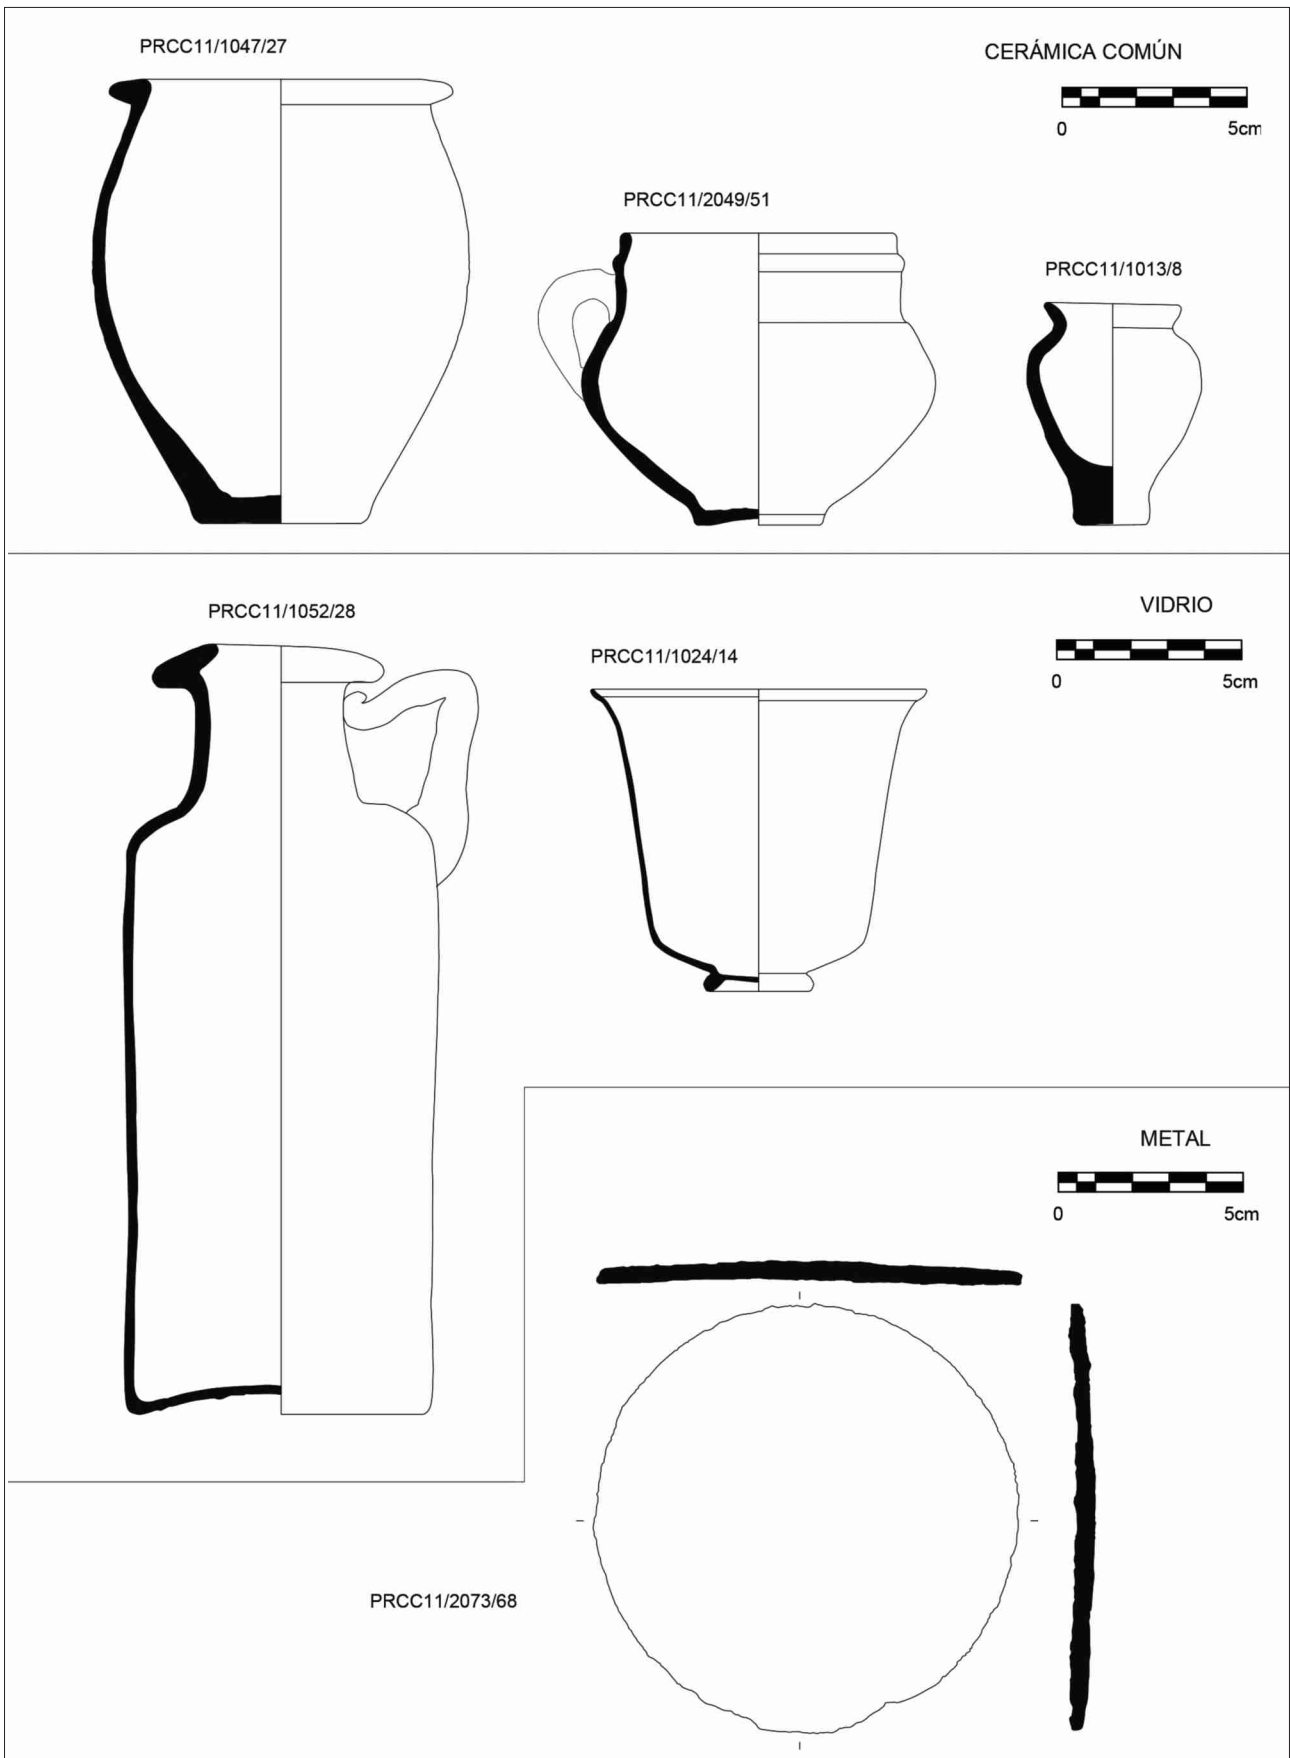 PRCC11/1047/27
CERÁMICA COMÚN
0 5cm
PRCC11/2049/51
PRCC11/1013/8
PRCC11/1052/28
VIDRIO
PRCC11/1024/14
0 5cm
METAL
0 5cm
PRCC11/2073/68